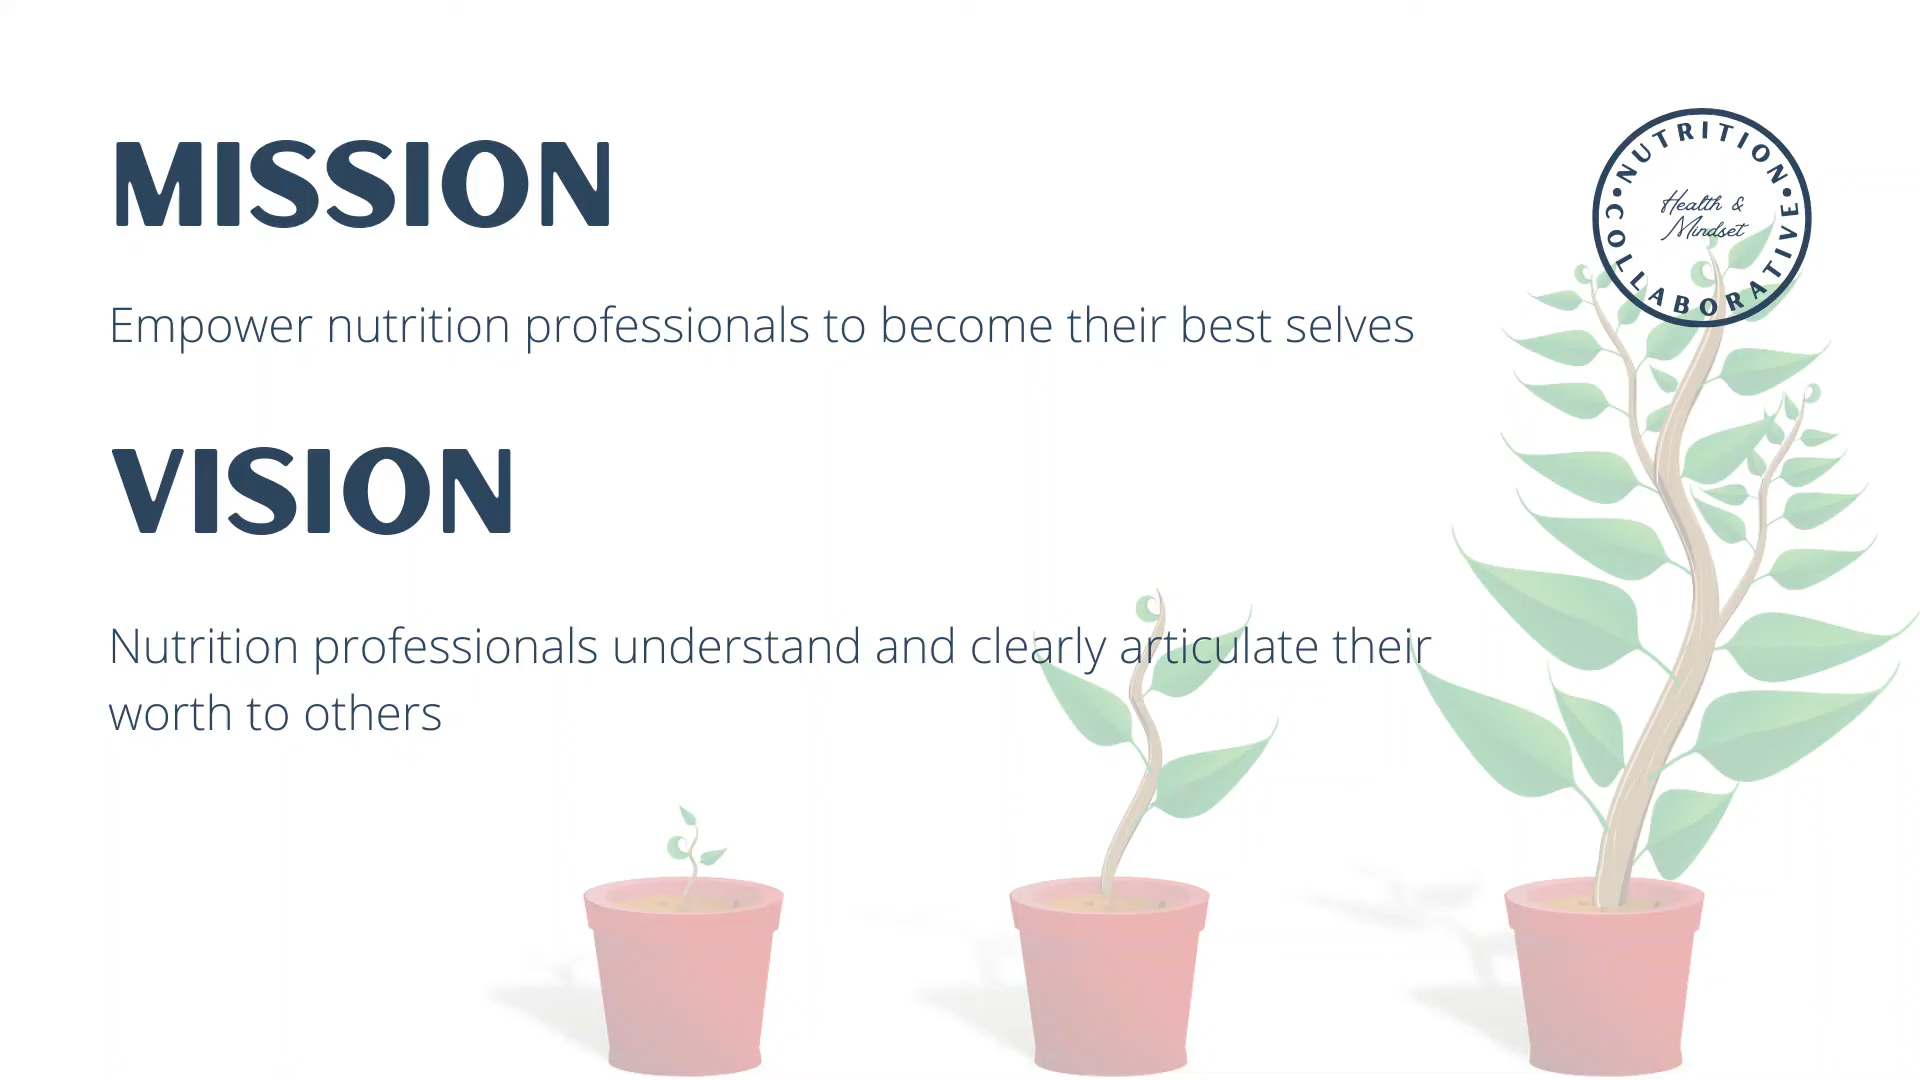 MISSION
Empower nutrition professionals to become their best selves
VISION
Nutrition professionals understand and clearly articulate their
worth to others
NUTRITION
Health &
Mindset
COLLABORATIVE